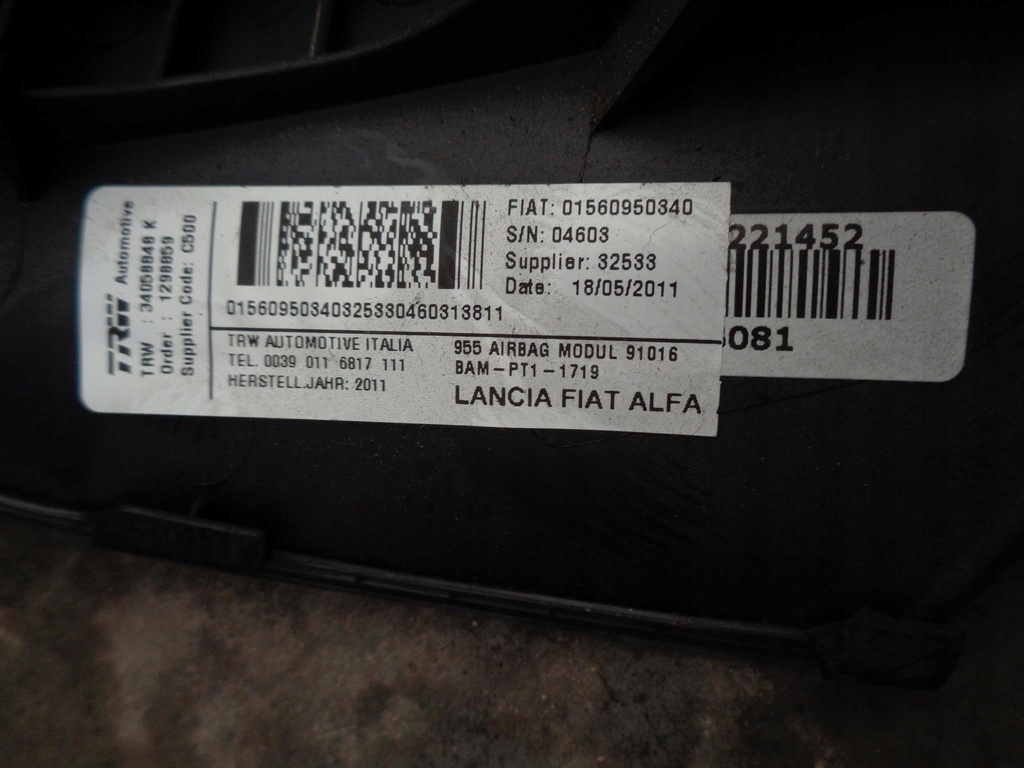 TRW Automotive
TRW : 34058848 K
Order : 1298859
Supplier Code: C500
FIAT: 01560950340
S/N: 04603
Supplier: 32533
Date: 18/05/2011
01560950340325330460313811
TRW AUTOMOTIVE ITALIA
TEL. 0039 011 6817 111
HERSTELL.JAHR: 2011
955 AIRBAG MODUL 91016
BAM-PT1-1719
LANCIA FIAT ALFA
221452
081